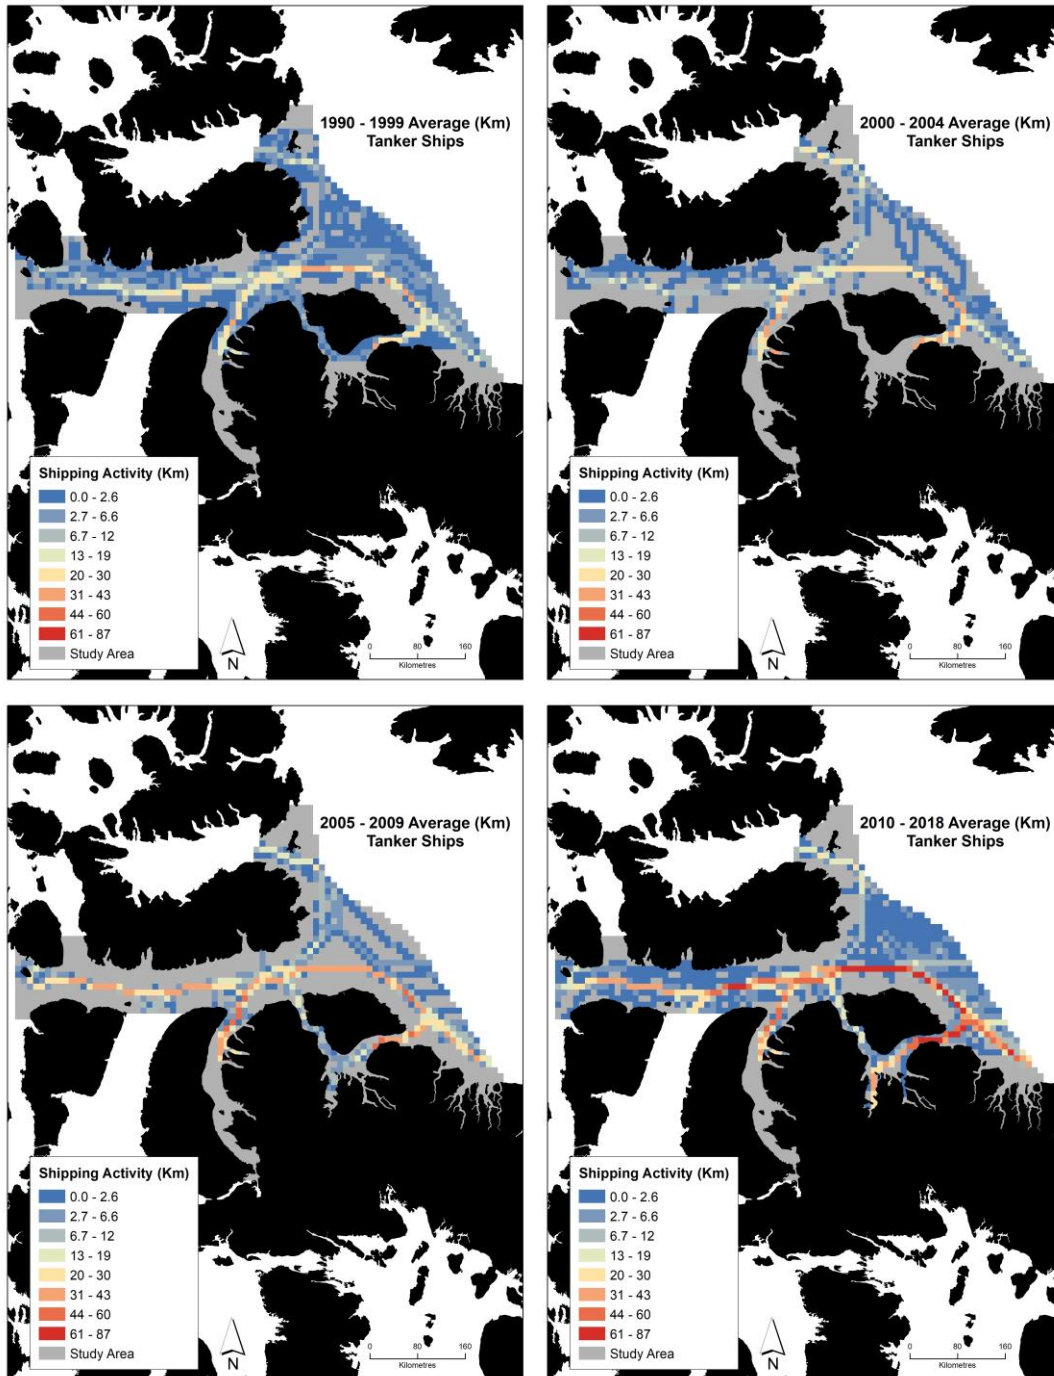 1990 - 1999 Average (Km)
Tanker Ships
Shipping Activity (Km)
0.0 - 2.6
2.7 - 6.6
6.7 - 12
13 - 19
20 - 30
31 - 43
44 - 60
61 - 87
Study Area
N
0 80 160
Kilometres
2000 - 2004 Average (Km)
Tanker Ships
Shipping Activity (Km)
0.0 - 2.6
2.7 - 6.6
6.7 - 12
13 - 19
20 - 30
31 - 43
44 - 60
61 - 87
Study Area
N
0 80 160
Kilometres
2005 - 2009 Average (Km)
Tanker Ships
Shipping Activity (Km)
0.0 - 2.6
2.7 - 6.6
6.7 - 12
13 - 19
20 - 30
31 - 43
44 - 60
61 - 87
Study Area
N
0 80 160
Kilometres
2010 - 2018 Average (Km)
Tanker Ships
Shipping Activity (Km)
0.0 - 2.6
2.7 - 6.6
6.7 - 12
13 - 19
20 - 30
31 - 43
44 - 60
61 - 87
Study Area
N
0 80 160
Kilometres